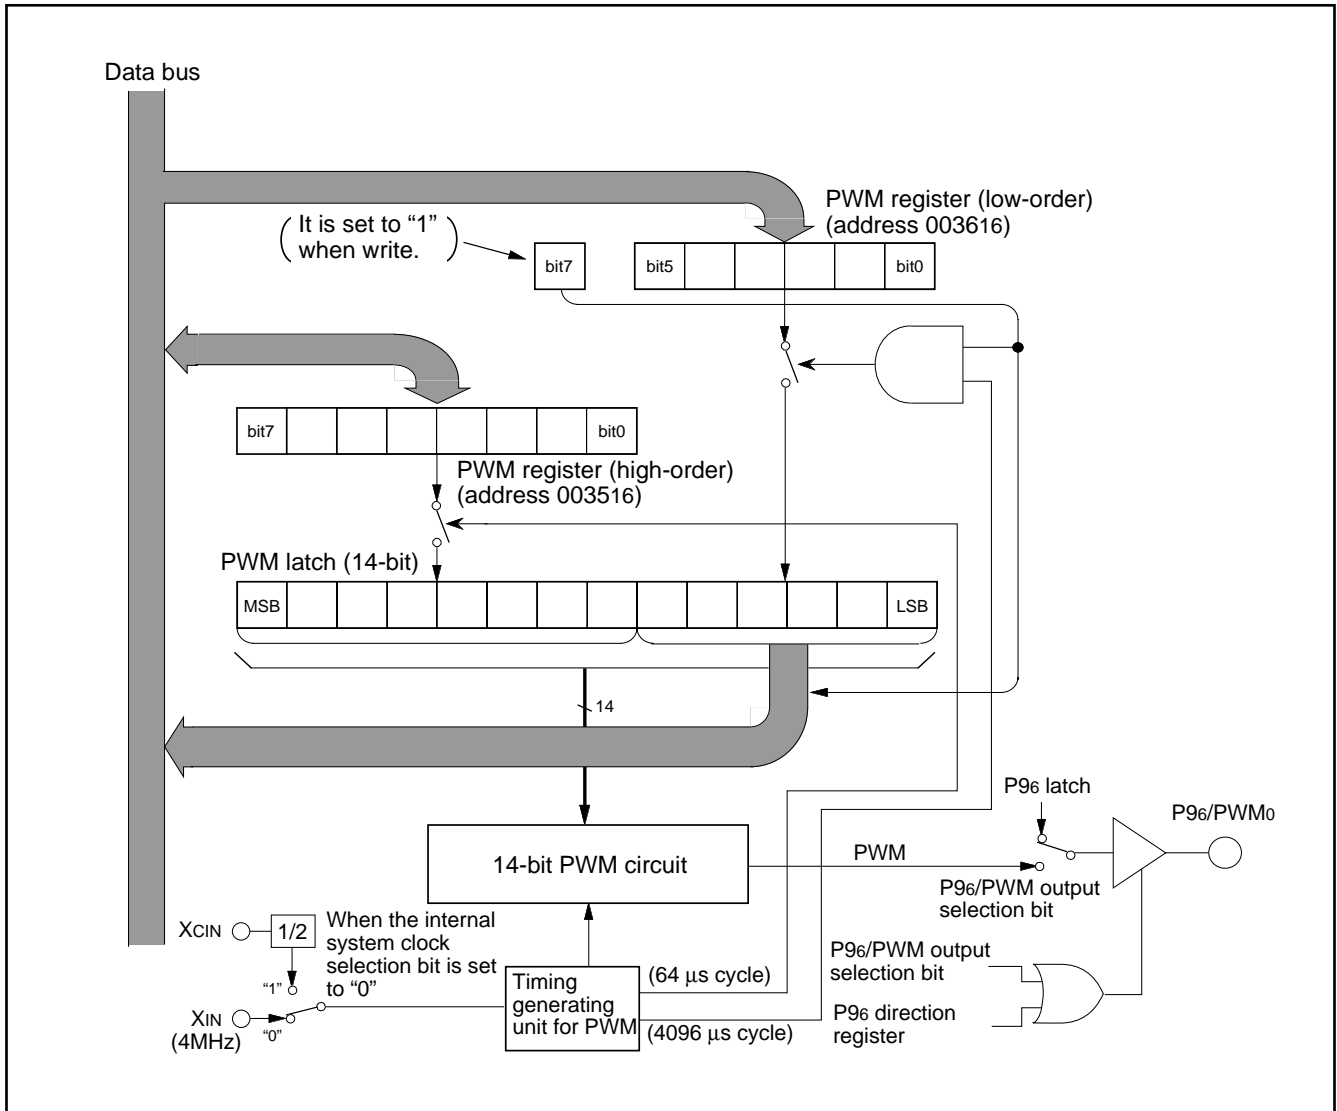 Data bus
PWM register (low-order)
(address 003616)
It is set to “1”
when write.
bit7
bit5
bit0
bit7
bit0
PWM register (high-order)
(address 003516)
PWM latch (14-bit)
MSB
LSB
14
P96 latch
P96/PWM0
14-bit PWM circuit
PWM
P96/PWM output
selection bit
XCIN
1/2
When the internal
system clock
selection bit is set
to “0”
“1”
XIN
(4MHz)
“0”
Timing
generating
unit for PWM
(64 μs cycle)
(4096 μs cycle)
P96/PWM output
selection bit
P96 direction
register